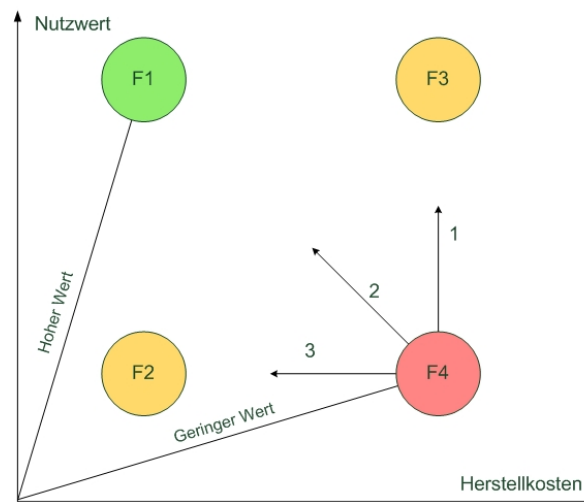 Nutzwert
F1
F3
1
Hoher Wert
2
3
F2
F4
Geringer Wert
Herstellkosten